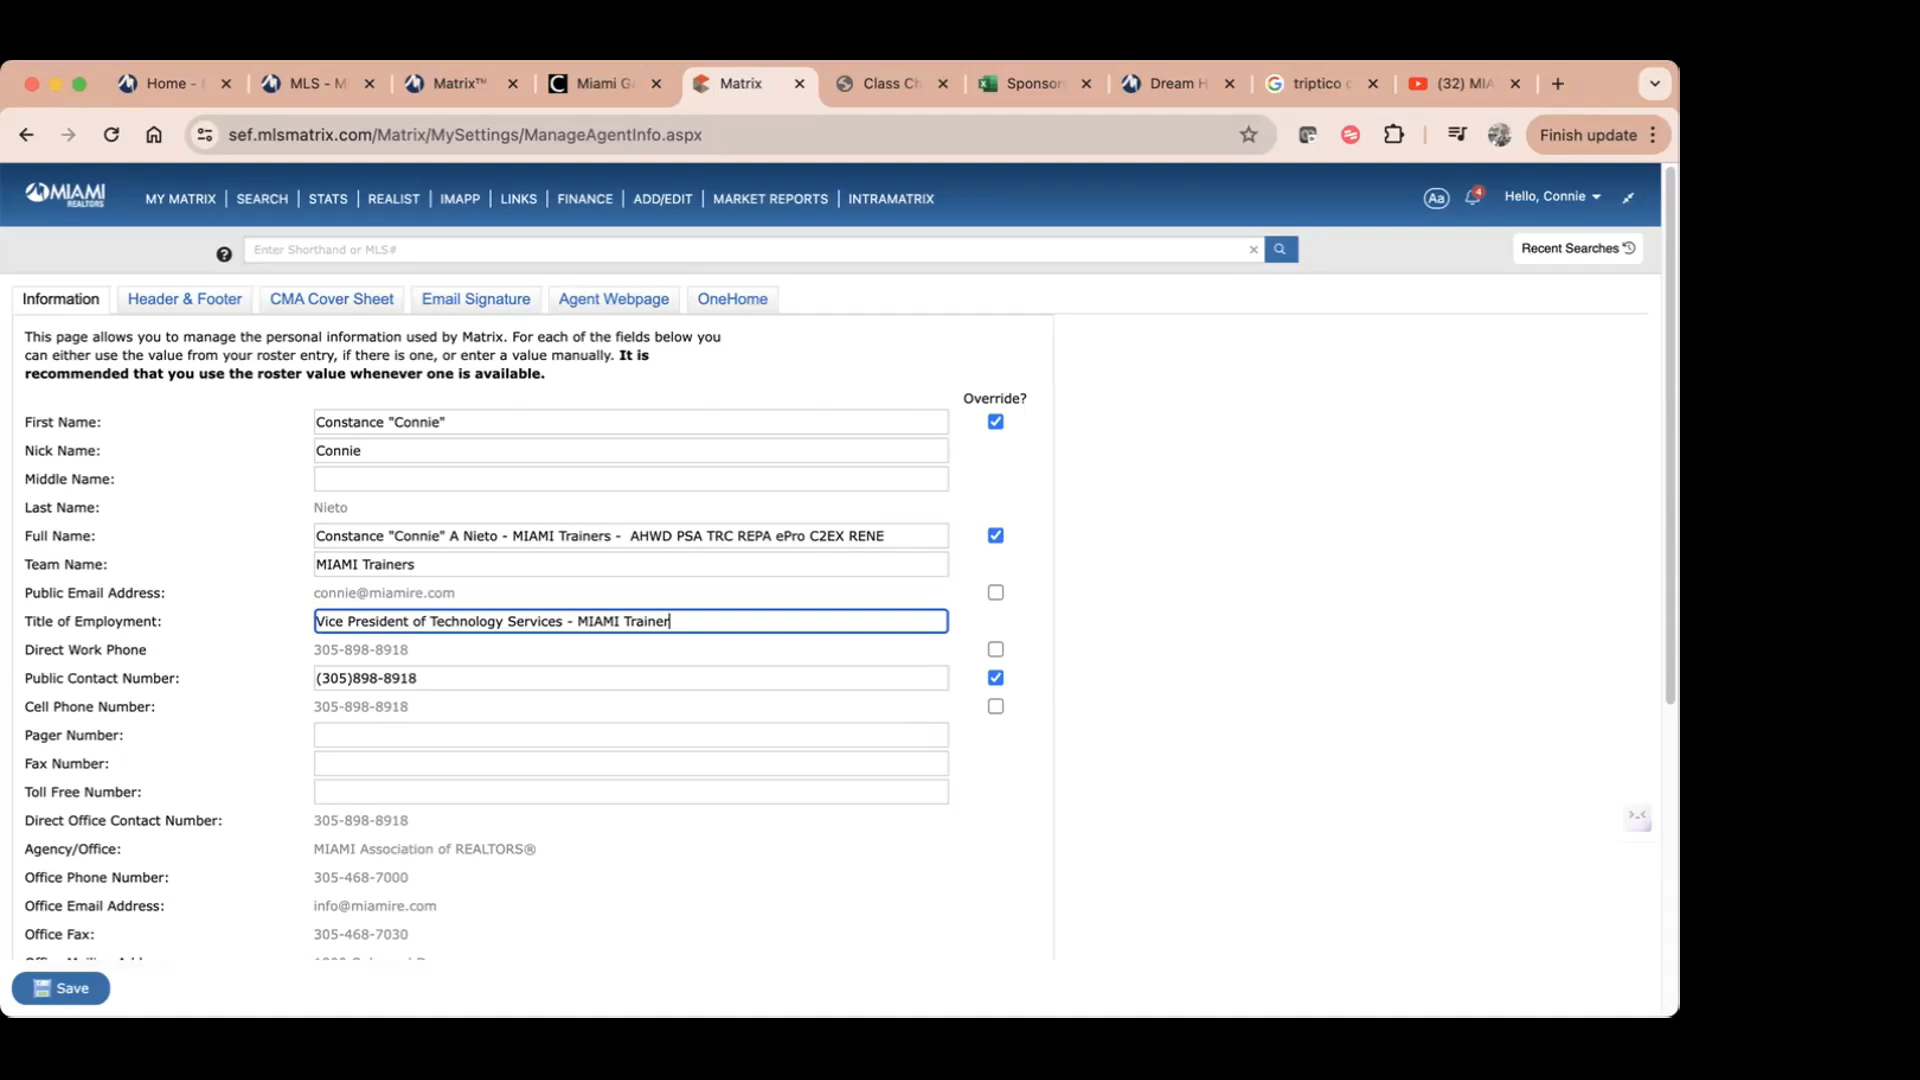 Home -
MLS - M
Matrix™
Miami G
Matrix
Class Ch
Sponsor
Dream H
triptico
(32) MIA
sef.mlsmatrix.com/Matrix/MySettings/ManageAgentInfo.aspx
Finish update
MIAMI
REALTORS
MY MATRIX
SEARCH
STATS
REALIST
IMAPP
LINKS
FINANCE
ADD/EDIT
MARKET REPORTS
INTRAMATRIX
Aa
4
Hello, Connie
Enter Shorthand or MLS#
Recent Searches
Information
Header & Footer
CMA Cover Sheet
Email Signature
Agent Webpage
OneHome
This page allows you to manage the personal information used by Matrix. For each of the fields below you
can either use the value from your roster entry, if there is one, or enter a value manually. It is
recommended that you use the roster value whenever one is available.
Override?
First Name: Constance "Connie"
Nick Name: Connie
Middle Name:
Last Name: Nieto
Full Name: Constance "Connie" A Nieto - MIAMI Trainers - AHWD PSA TRC REPA ePro C2EX RENE
Team Name: MIAMI Trainers
Public Email Address: connie@miamire.com
Title of Employment: Vice President of Technology Services - MIAMI Trainer
Direct Work Phone 305-898-8918
Public Contact Number: (305)898-8918
Cell Phone Number: 305-898-8918
Pager Number:
Fax Number:
Toll Free Number:
Direct Office Contact Number: 305-898-8918
Agency/Office: MIAMI Association of REALTORS®
Office Phone Number: 305-468-7000
Office Email Address: info@miamire.com
Office Fax: 305-468-7030
Save